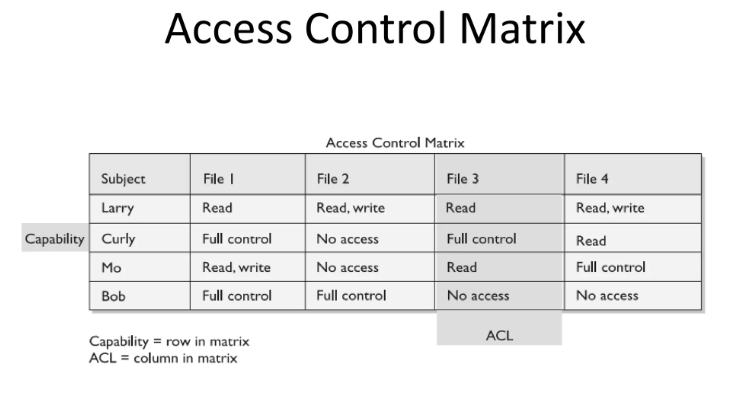 Access Control Matrix
Access Control Matrix
Subject File 1 File 2 File 3 File 4
Larry Read Read, write Read Read, write
Capability Curly Full control No access Full control Read
Mo Read, write No access Read Full control
Bob Full control Full control No access No access
ACL
Capability = row in matrix
ACL = column in matrix